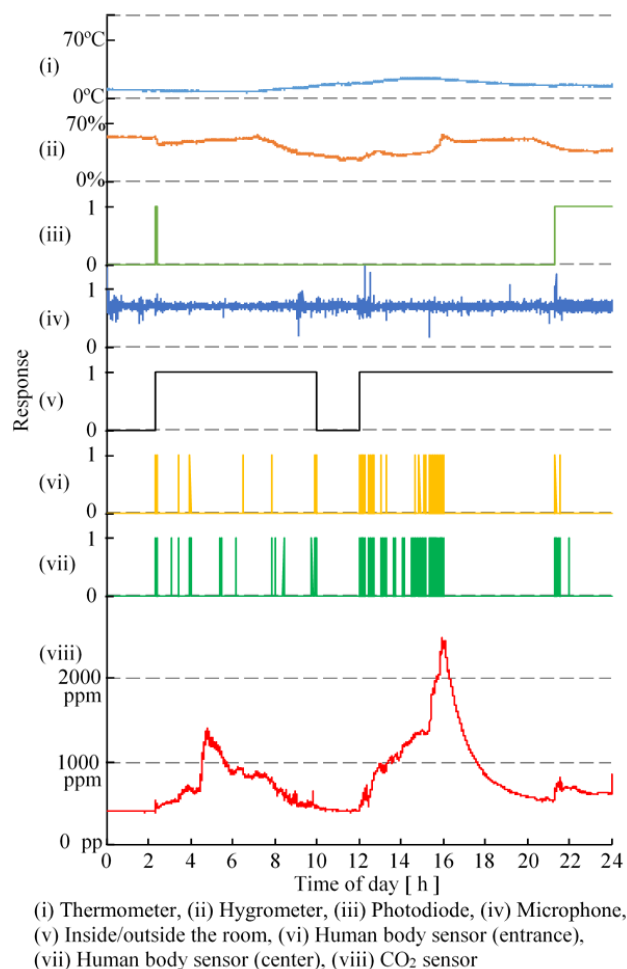 70°C
(i)
0°C
70%
(ii)
0%
1
(iii)
0
1
(iv)
0
Response
1
(v)
0
1
(vi)
0
1
(vii)
0
(viii)
2000
ppm
1000
ppm
0 pp
0 2 4 6 8 10 12 14 16 18 20 22 24
Time of day [ h ]
(i) Thermometer, (ii) Hygrometer, (iii) Photodiode, (iv) Microphone,
(v) Inside/outside the room, (vi) Human body sensor (entrance),
(vii) Human body sensor (center), (viii) CO₂ sensor